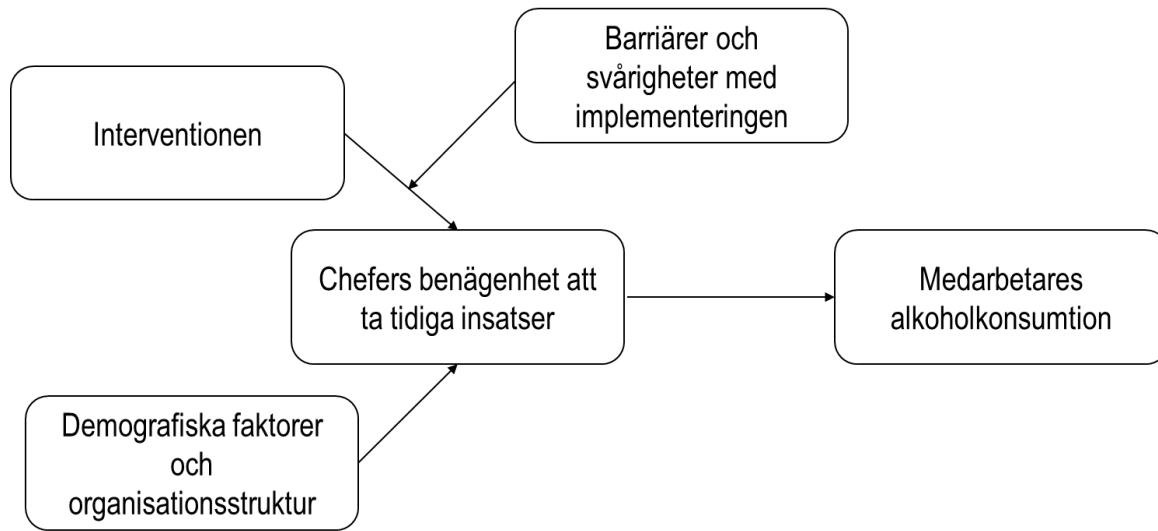 Barriärer och
svårigheter med
implementeringen
Interventionen
Chefers benägenhet att
ta tidiga insatser
Medarbetares
alkoholkonsumtion
Demografiska faktorer
och
organisationsstruktur